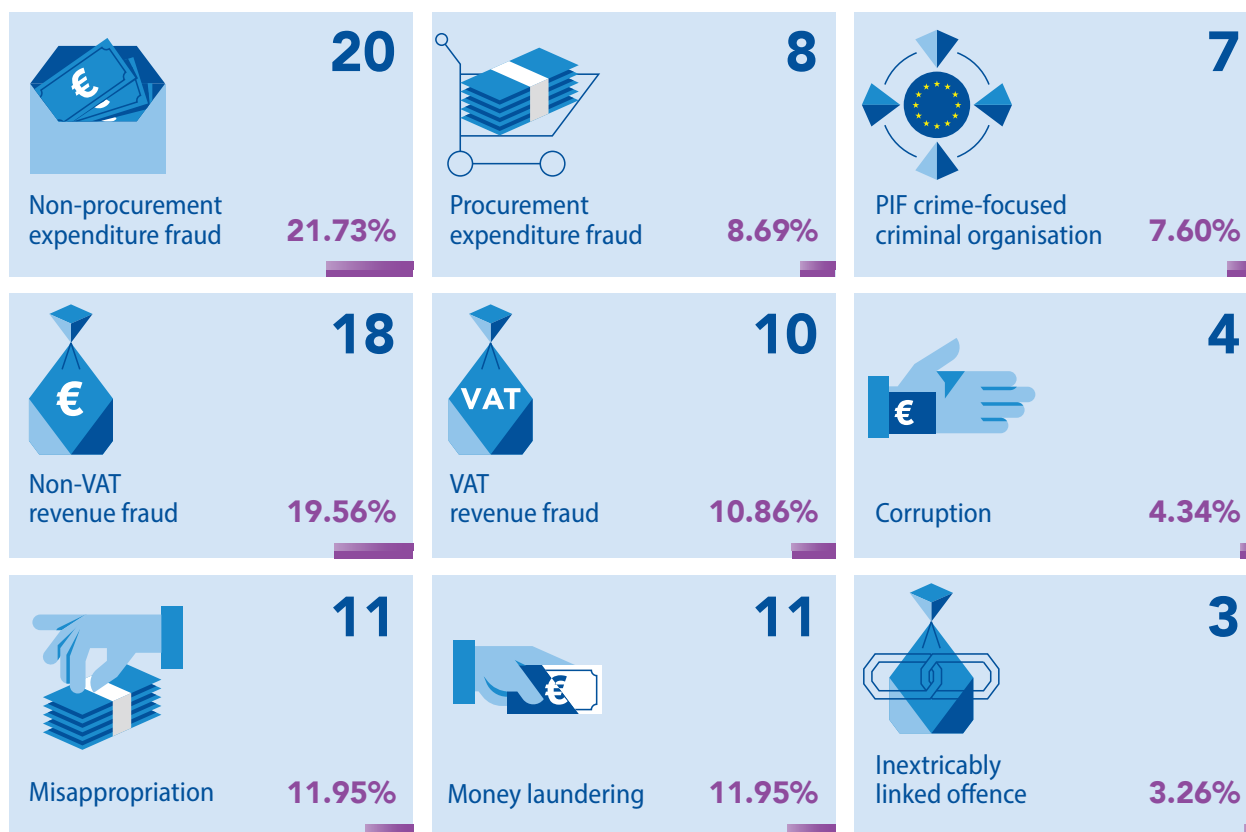 20
€
Non-procurement
expenditure fraud
21.73%
8
Procurement
expenditure fraud
8.69%
7
PIF crime-focused
criminal organisation
7.60%
18
€
Non-VAT
revenue fraud
19.56%
10
VAT
VAT
revenue fraud
10.86%
4
€
Corruption
4.34%
11
Misappropriation
11.95%
11
€
Money laundering
11.95%
3
Inextricably
linked offence
3.26%